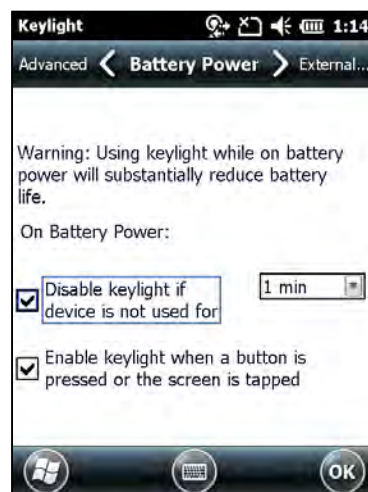 Keylight 1:14
Advanced Battery Power External...
Warning: Using keylight while on battery
power will substantially reduce battery
life.
On Battery Power:
Disable keylight if
device is not used for
1 min
Enable keylight when a button is
pressed or the screen is tapped
OK